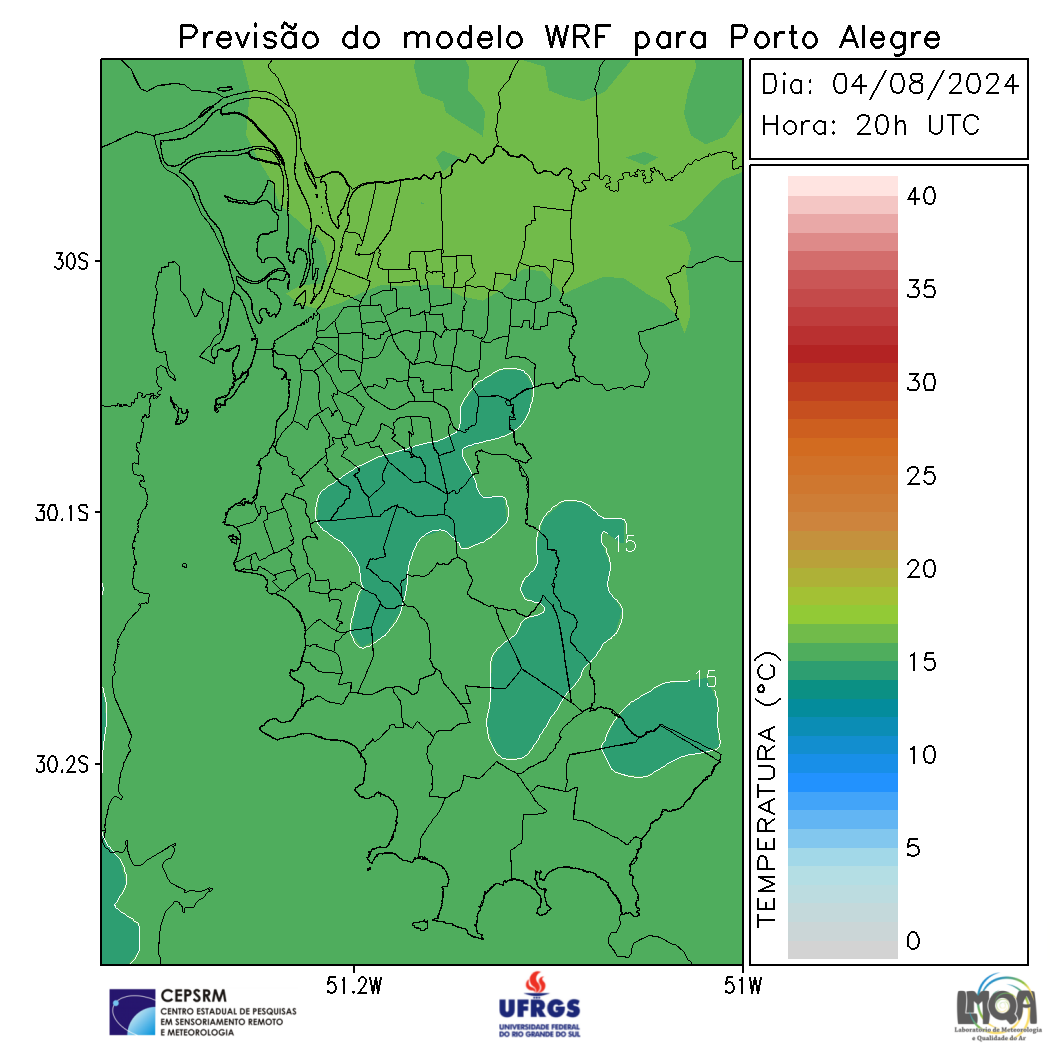 Previsão do modelo WRF para Porto Alegre
Dia: 04/08/2024
Hora: 20h UTC
40
35
30
25
20
15
10
5
0
TEMPERATURA (°C)
30S
30.1S
30.2S
15
15
51.2W
51W
CEPSRM
CENTRO ESTADUAL DE PESQUISAS
EM SENSORIAMENTO REMOTO
E METEOROLOGIA
UFRGS
UNIVERSIDADE FEDERAL
DO RIO GRANDE DO SUL
LMQA
Laboratório de Meteorologia
e Qualidade do Ar